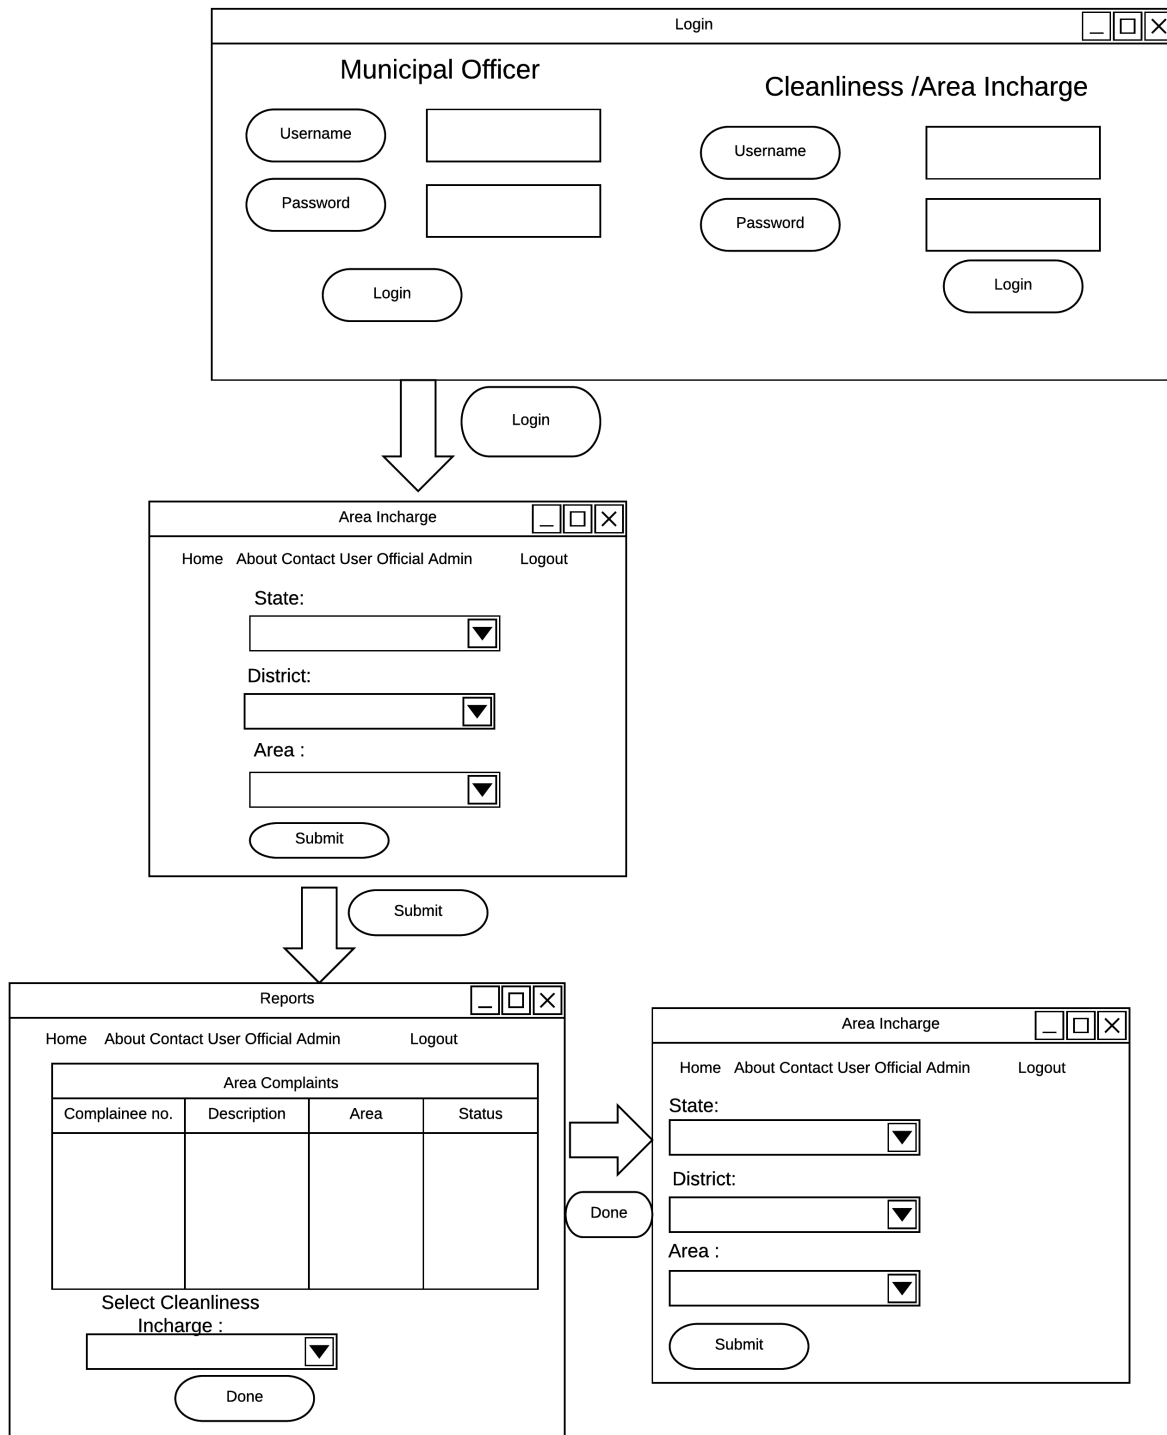 Login
Municipal Officer
Cleanliness /Area Incharge
Username
Username
Password
Password
Login
Login
Login
Area Incharge
Home About Contact User Official Admin Logout
State:
District:
Area :
Submit
Submit
Reports
Home About Contact User Official Admin Logout
Area Complaints
Complainee no. Description Area Status
Select Cleanliness
Incharge :
Done
Done
Area Incharge
Home About Contact User Official Admin Logout
State:
District:
Area :
Submit